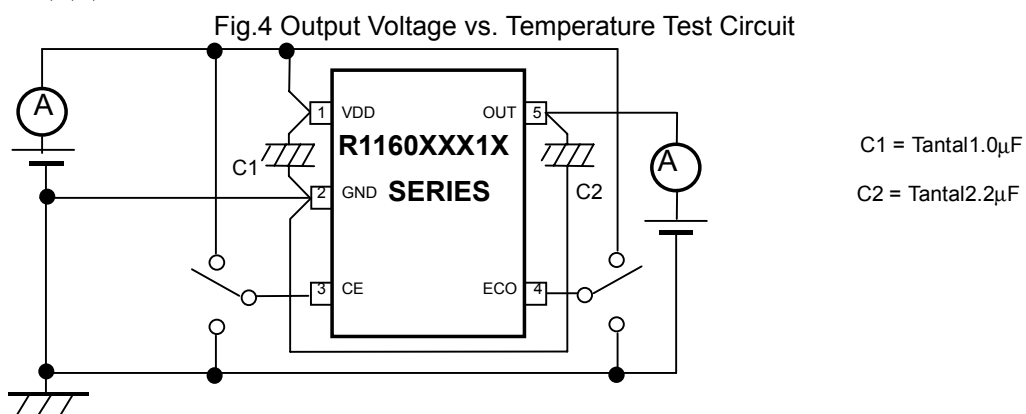 Fig.4 Output Voltage vs. Temperature Test Circuit
A
1 VDD OUT 5
R1160XXX1X
C1 = Tantal1.0μF
C1
A
2 GND SERIES
C2
C2 = Tantal2.2μF
3 CE ECO 4